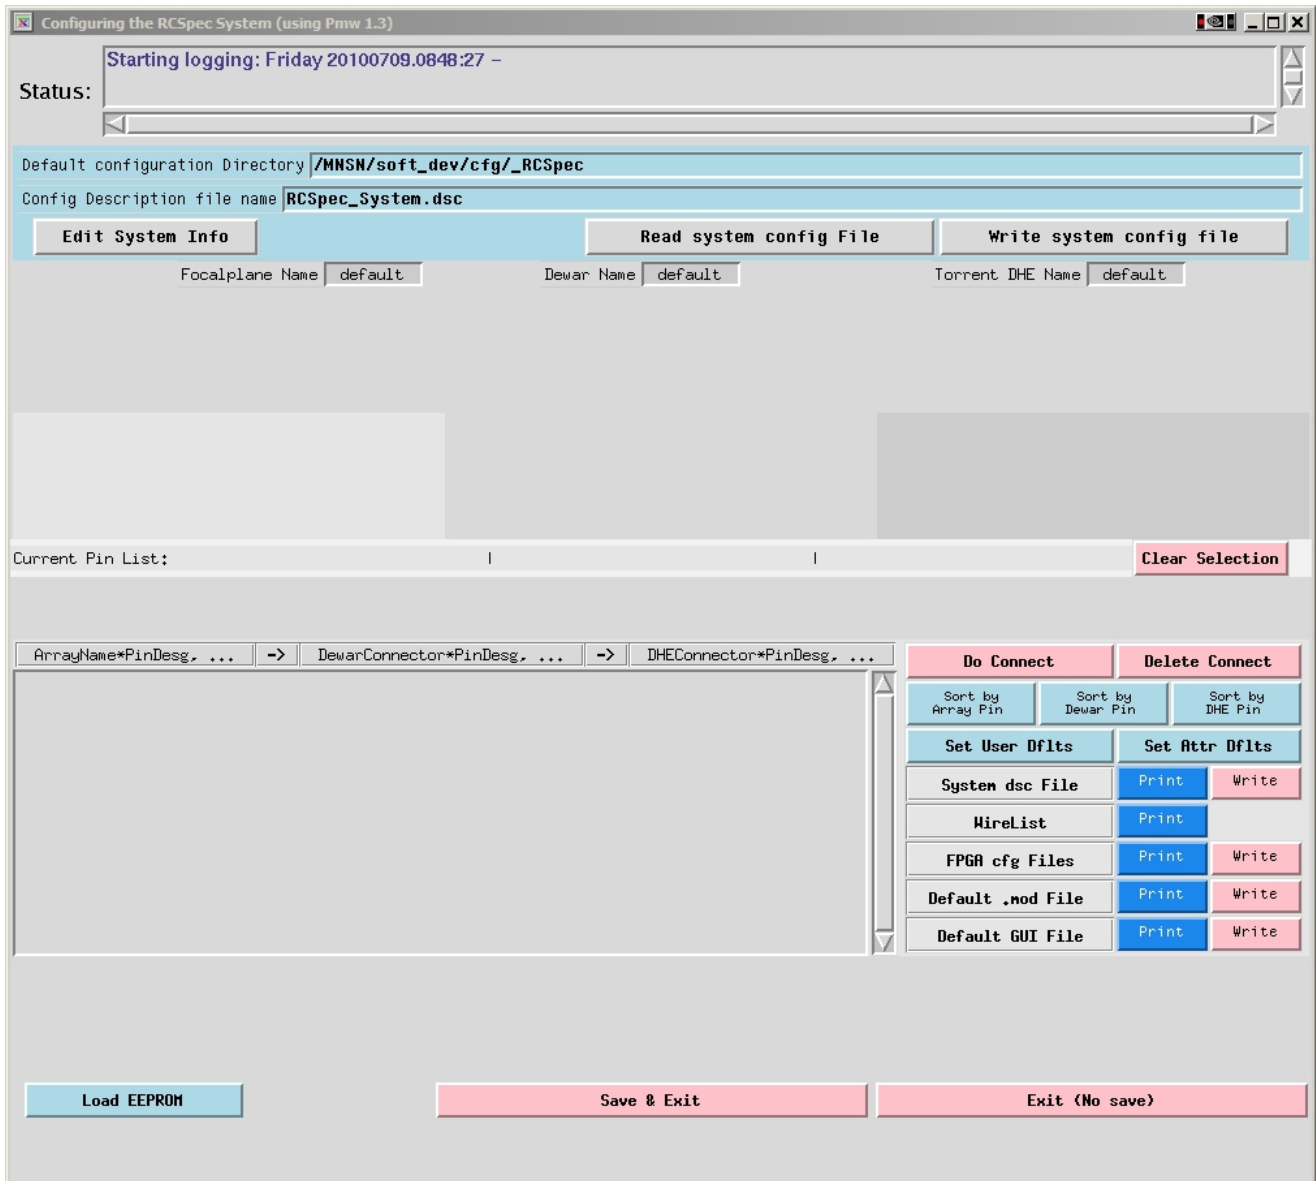 Configuring the RCSpec System (using Pmw 1.3)
Starting logging: Friday 20100709.0848:27 –
Status:
Default configuration Directory /MNSN/soft_dev/cfg/_RCSpec
Config Description file name RCSpec_System.dsc
Edit System Info Read system config File Write system config file
Focalplane Name default Dewar Name default Torrent DHE Name default
Current Pin List: | | Clear Selection
ArrayName*PinDesg, ... -> DewarConnector*PinDesg, ... -> DHEConnector*PinDesg, ...
Do Connect Delete Connect
Sort by Array Pin Sort by Dewar Pin Sort by DHE Pin
Set User Dflts Set Attr Dflts
System dsc File Print Write
WireList Print
FPGA cfg Files Print Write
Default .mod File Print Write
Default GUI File Print Write
Load EEPROM Save & Exit Exit (No save)